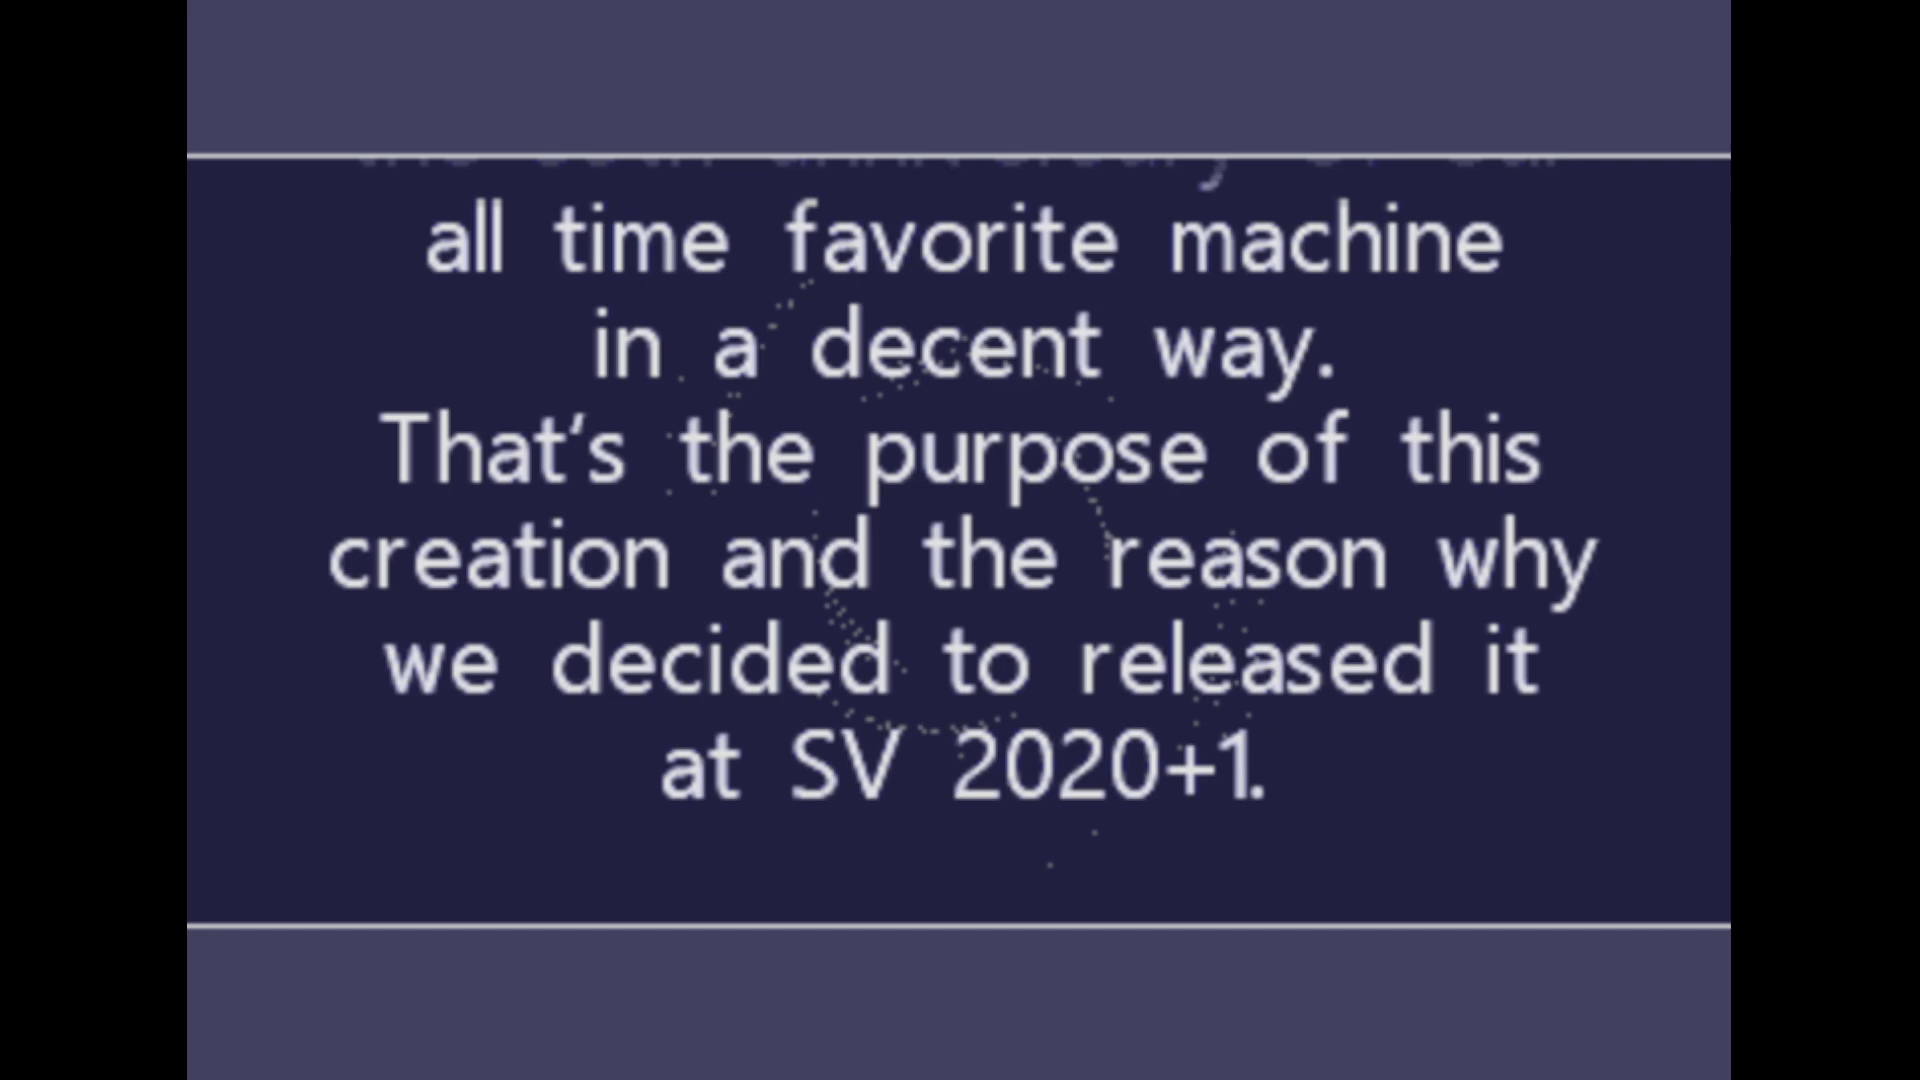 all time favorite machine
in a decent way.
That's the purpose of this
creation and the reason why
we decided to released it
at SV 2020+1.